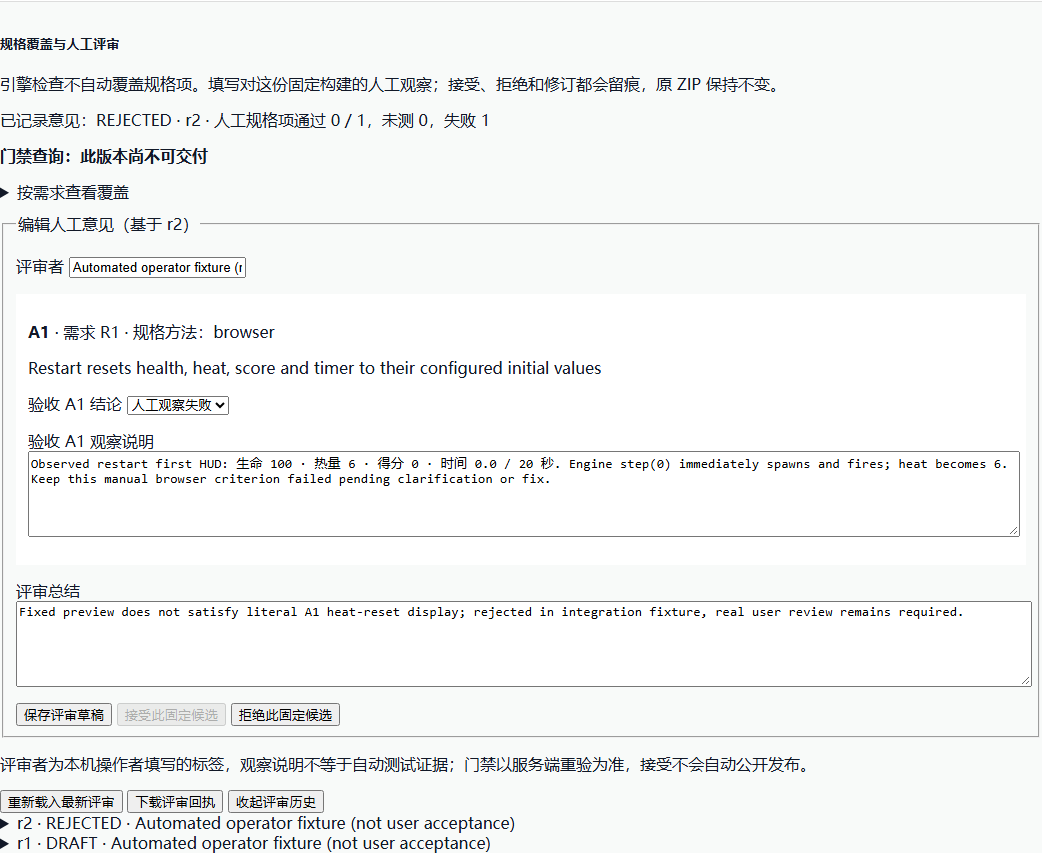 规格覆盖与人工评审
引擎检查不自动覆盖规格项。填写对这份固定构建的人工观察；接受、拒绝和修订都会留痕，原 ZIP 保持不变。
已记录意见：REJECTED · r2 · 人工规格项通过 0 / 1，未测 0，失败 1
门禁查询：此版本尚不可交付
按需求查看覆盖
编辑人工意见（基于 r2）
评审者 Automated operator fixture (r
A1 · 需求 R1 · 规格方法：browser
Restart resets health, heat, score and timer to their configured initial values
验收 A1 结论 人工观察失败
验收 A1 观察说明
Observed restart first HUD: 生命 100 · 热量 6 · 得分 0 · 时间 0.0 / 20 秒. Engine step(0) immediately spawns and fires; heat becomes 6.
Keep this manual browser criterion failed pending clarification or fix.
评审总结
Fixed preview does not satisfy literal A1 heat-reset display; rejected in integration fixture, real user review remains required.
保存评审草稿 接受此固定候选 拒绝此固定候选
评审者为本机操作者填写的标签，观察说明不等于自动测试证据；门禁以服务端重验为准，接受不会自动公开发布。
重新载入最新评审 下载评审回执 收起评审历史
r2 · REJECTED · Automated operator fixture (not user acceptance)
r1 · DRAFT · Automated operator fixture (not user acceptance)